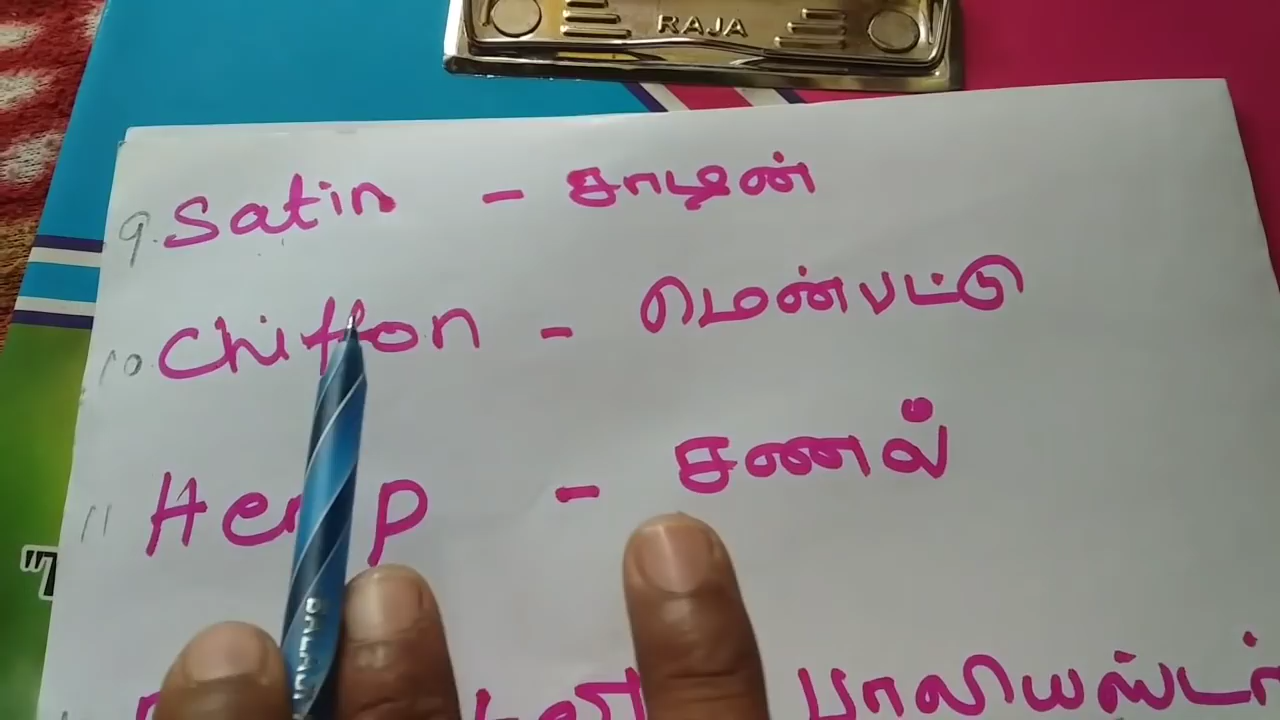 RAJA
9. Satin - சாடின்
10. Chiffon - மென்பட்டு
11 Hemp - சணல்
பாலியஸ்டர்